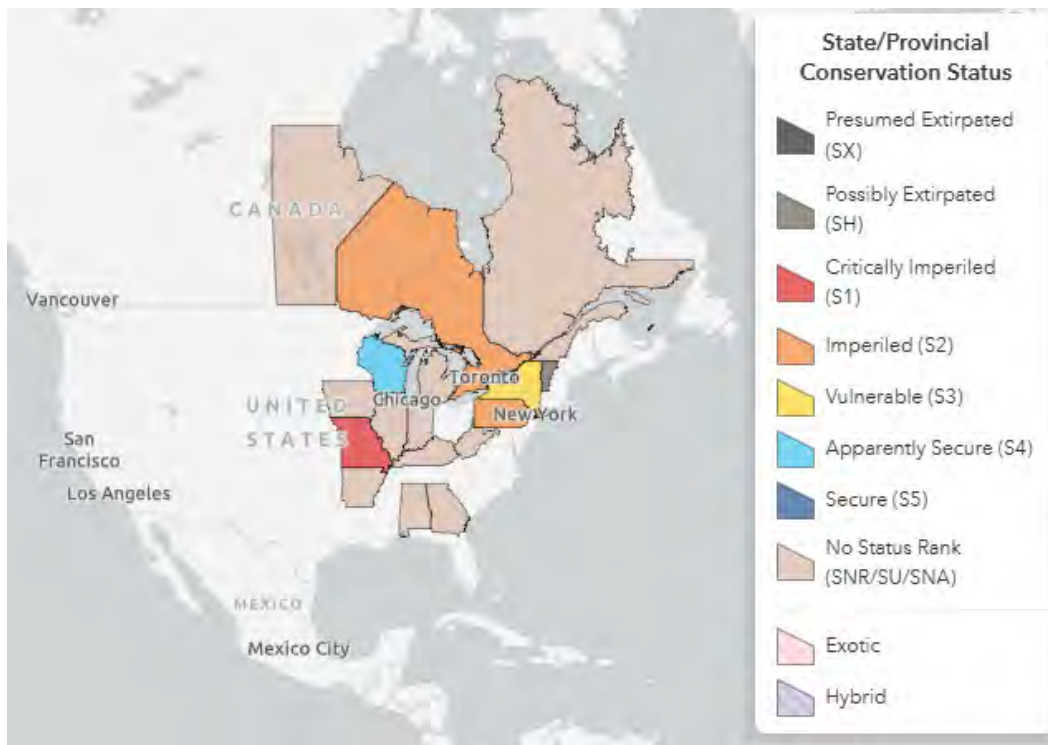 State/Provincial
Conservation Status
Presumed Extirpated
(SX)
Possibly Extirpated
(SH)
Critically Imperiled
(S1)
Imperiled (S2)
Vulnerable (S3)
Apparently Secure (S4)
Secure (S5)
No Status Rank
(SNR/SU/SNA)
Exotic
Hybrid
CANADA
Vancouver
Toronto
Chicago
UNITED
New York
STATES
San
Francisco
Los Angeles
MEXICO
Mexico City